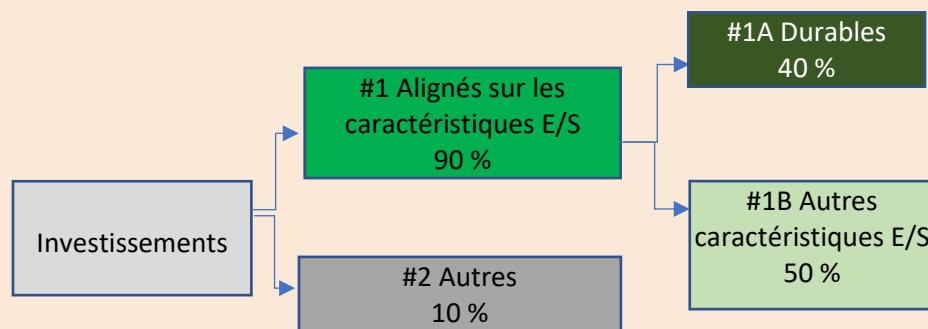 #1A Durables
40 %
#1 Alignés sur les
caractéristiques E/S
90 %
#1B Autres
caractéristiques E/S
50 %
Investissements
#2 Autres
10 %